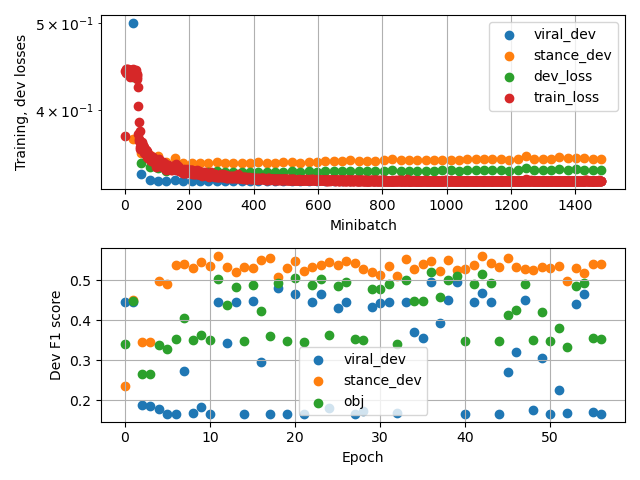 5 × 10⁻¹
4 × 10⁻¹
Training, dev losses
viral_dev
stance_dev
dev_loss
train_loss
0 200 400 600 800 1000 1200 1400
Minibatch
0.5
0.4
0.3
0.2
Dev F1 score
viral_dev
stance_dev
obj
0 10 20 30 40 50
Epoch